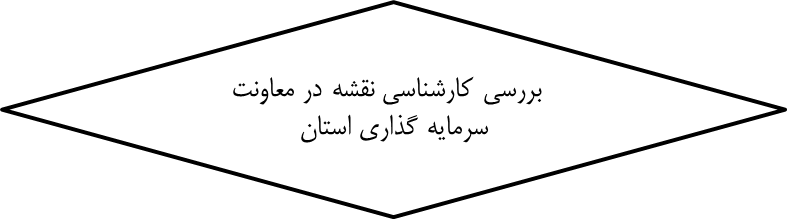 بررسی کارشناسی نقشه در معاونت
سرمایه گذاری استان